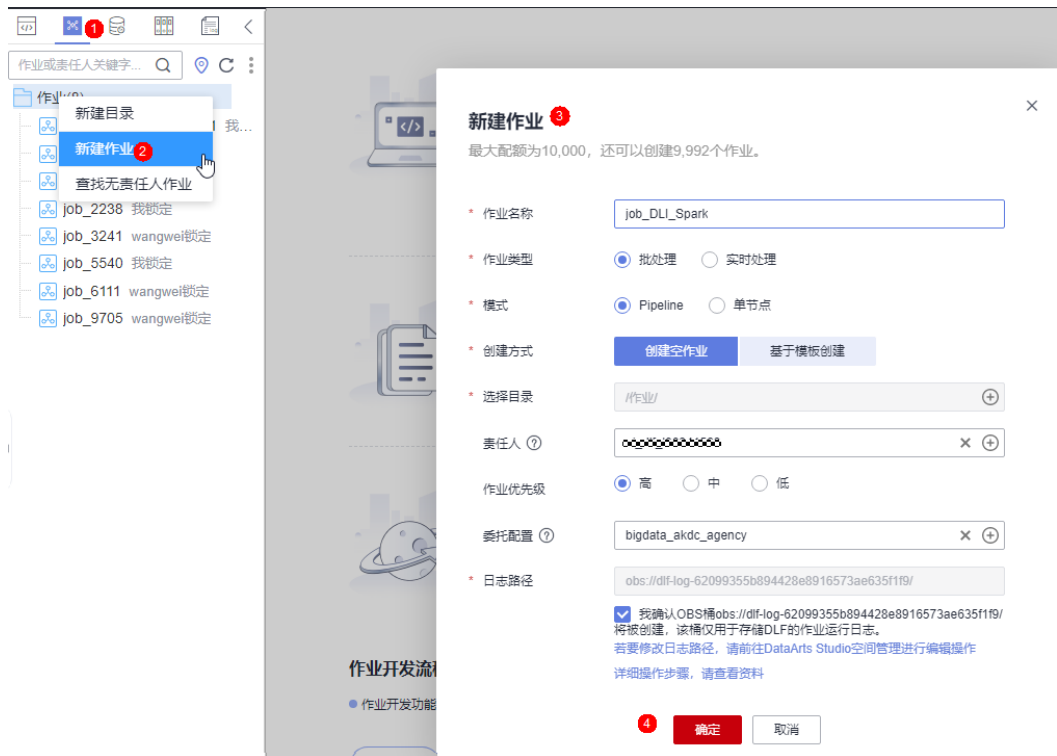 1
作业或责任人关键字...
作业(8)
新建目录
1 我...
新建作业 2
查找无责任人作业
job_2238 我锁定
job_3241 wangwei锁定
job_5540 我锁定
job_6111 wangwei锁定
job_9705 wangwei锁定
作业开发流
作业开发功能
新建作业 3
最大配额为10,000，还可以创建9,992个作业。
* 作业名称 job_DLI_Spark
* 作业类型 批处理 实时处理
* 模式 Pipeline 单节点
* 创建方式 创建空作业 基于模板创建
* 选择目录 /作业/
责任人
作业优先级 高 中 低
委托配置 bigdata_akdc_agency
* 日志路径 obs://dlf-log-62099355b894428e8916573ae635f1f9/
我确认OBS桶obs://dlf-log-62099355b894428e8916573ae635f1f9/
将被创建，该桶仅用于存储DLF的作业运行日志。
若要修改日志路径，请前往DataArts Studio空间管理进行编辑操作
详细操作步骤，请查看资料
4 确定 取消